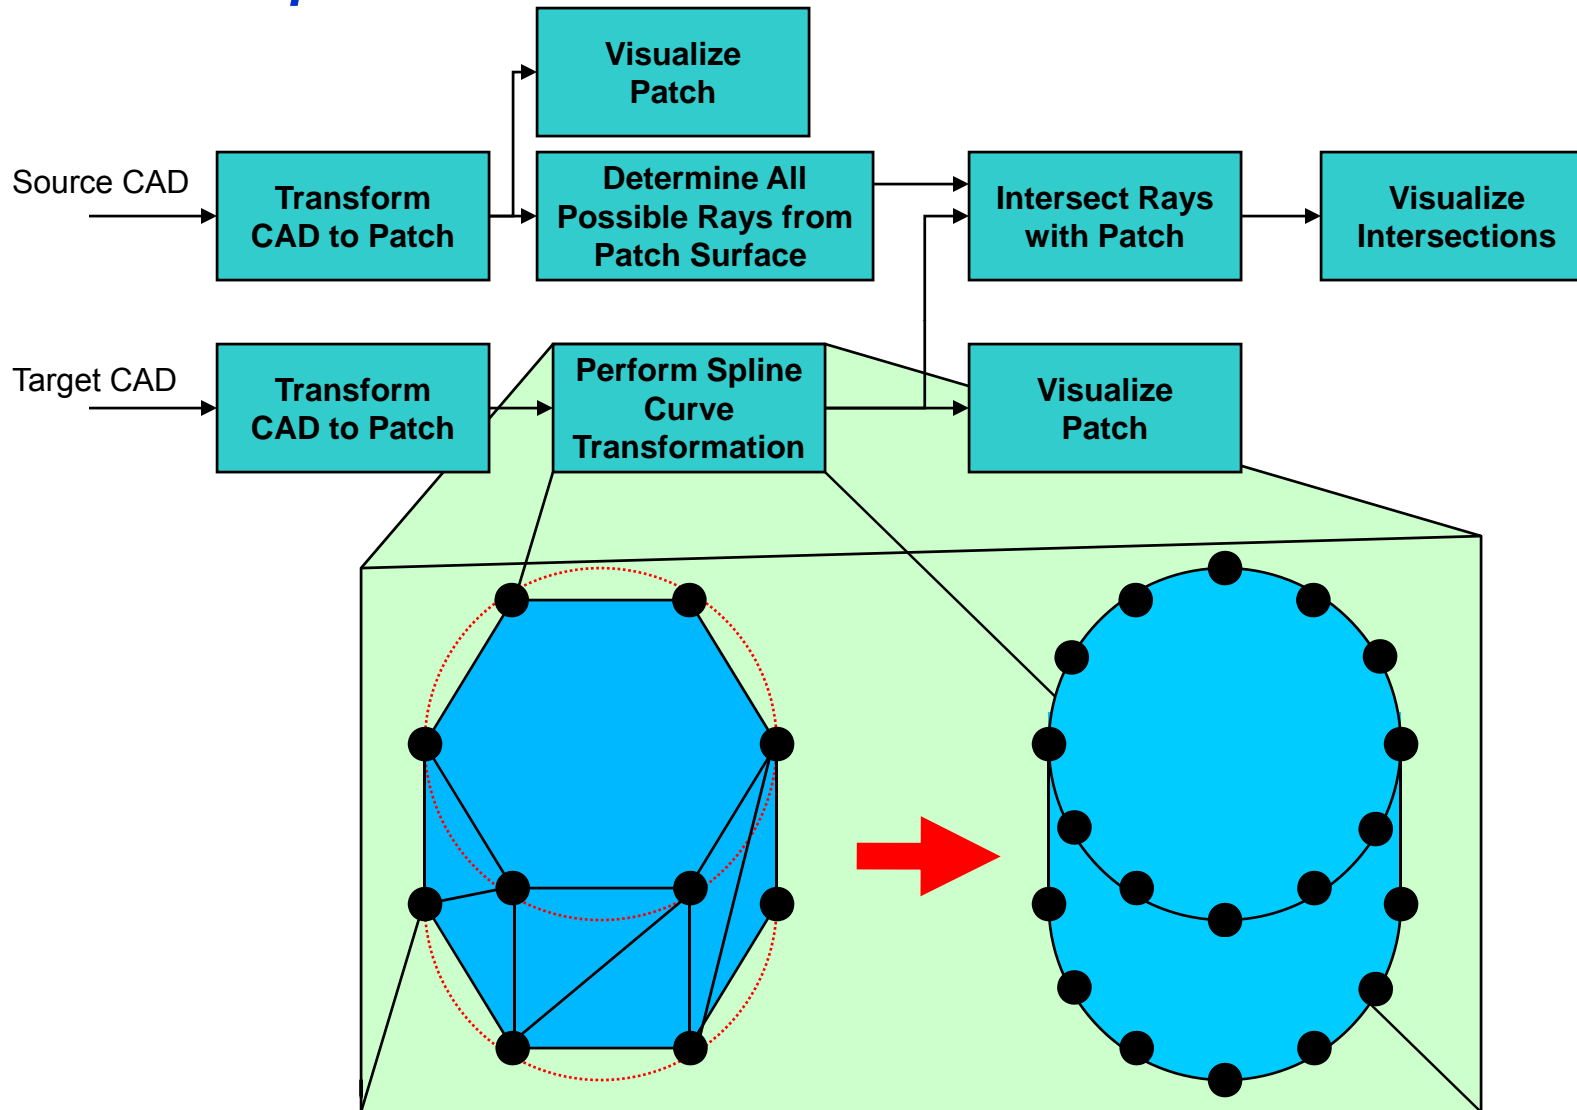 Visualize
Patch
Source CAD
Transform
CAD to Patch
Determine All
Possible Rays from
Patch Surface
Intersect Rays
with Patch
Visualize
Intersections
Target CAD
Transform
CAD to Patch
Perform Spline
Curve
Transformation
Visualize
Patch